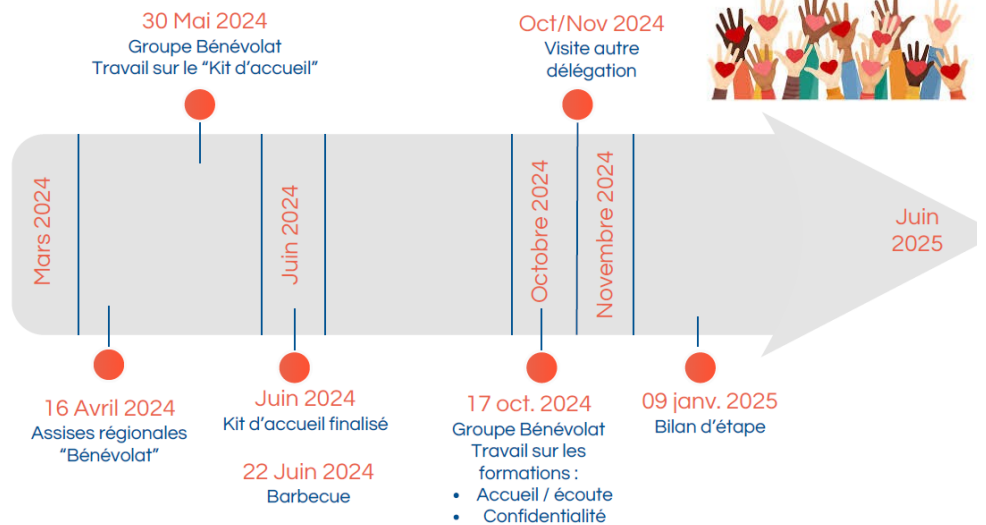 30 Mai 2024
Groupe Bénévolat
Travail sur le “Kit d’accueil”
Oct/Nov 2024
Visite autre
délégation
Mars 2024
Juin 2024
Octobre 2024
Novembre 2024
Juin
2025
16 Avril 2024
Assises régionales
“Bénévolat”
Juin 2024
Kit d’accueil finalisé
22 Juin 2024
Barbecue
17 oct. 2024
Groupe Bénévolat
Travail sur les
formations :
• Accueil / écoute
• Confidentialité
09 janv. 2025
Bilan d’étape